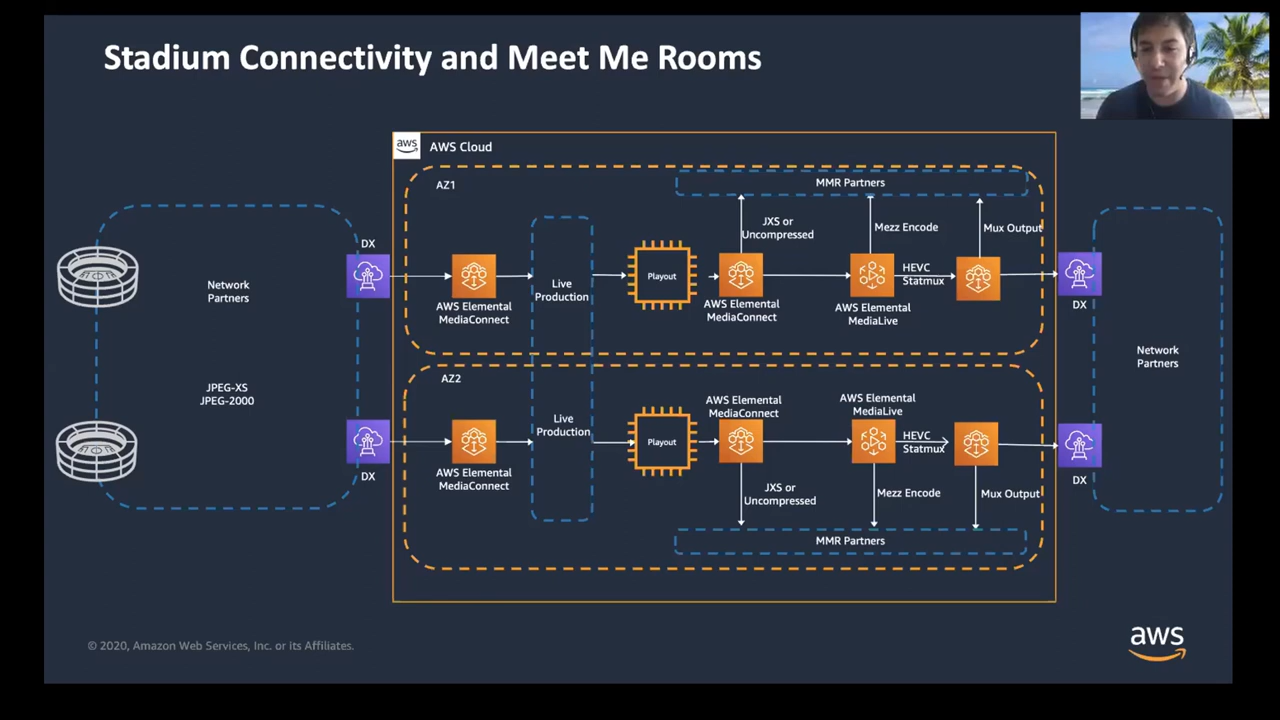 Stadium Connectivity and Meet Me Rooms
aws
AWS Cloud
AZ1
MMR Partners
JXS or
Uncompressed
Mezz Encode
Mux Output
DX
Network
Partners
Live
Production
Playout
HEVC
Statmux
DX
AWS Elemental
MediaConnect
AWS Elemental
MediaConnect
AWS Elemental
MediaLive
Network
Partners
JPEG-XS
JPEG-2000
AZ2
AWS Elemental
MediaConnect
AWS Elemental
MediaLive
Live
Production
Playout
HEVC
Statmux
DX
AWS Elemental
MediaConnect
DX
JXS or
Uncompressed
Mezz Encode
Mux Output
MMR Partners
© 2020, Amazon Web Services, Inc. or its Affiliates.
aws